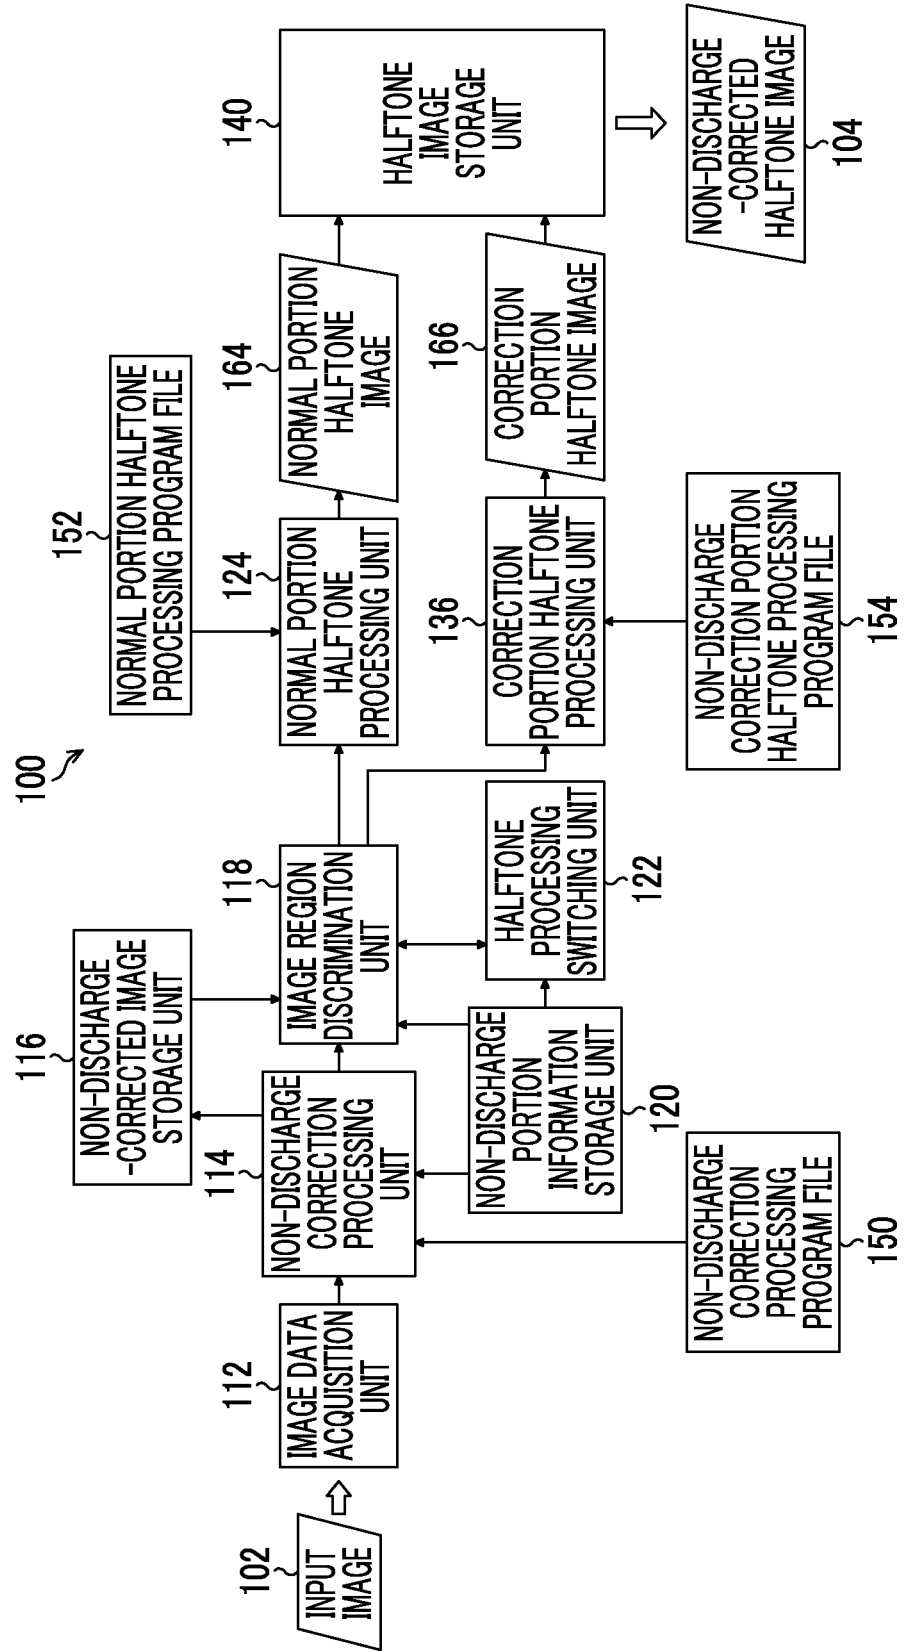 100
102
INPUT
IMAGE
112
IMAGE DATA
ACQUISITION
UNIT
114
NON-DISCHARGE
CORRECTION
PROCESSING
UNIT
116
NON-DISCHARGE
-CORRECTED IMAGE
STORAGE UNIT
118
IMAGE REGION
DISCRIMINATION
UNIT
NON-DISCHARGE
PORTION
INFORMATION
STORAGE UNIT
120
HALFTONE
PROCESSING
SWITCHING UNIT
122
NON-DISCHARGE
CORRECTION
PROCESSING
PROGRAM FILE
150
152
NORMAL PORTION HALFTONE
PROCESSING PROGRAM FILE
124
NORMAL PORTION
HALFTONE
PROCESSING UNIT
136
CORRECTION
PORTION HALFTONE
PROCESSING UNIT
NON-DISCHARGE
CORRECTION PORTION
HALFTONE PROCESSING
PROGRAM FILE
154
164
NORMAL PORTION
HALFTONE
IMAGE
166
CORRECTION
PORTION
HALFTONE IMAGE
140
HALFTONE
IMAGE
STORAGE
UNIT
NON-DISCHARGE
-CORRECTED
HALFTONE IMAGE
104